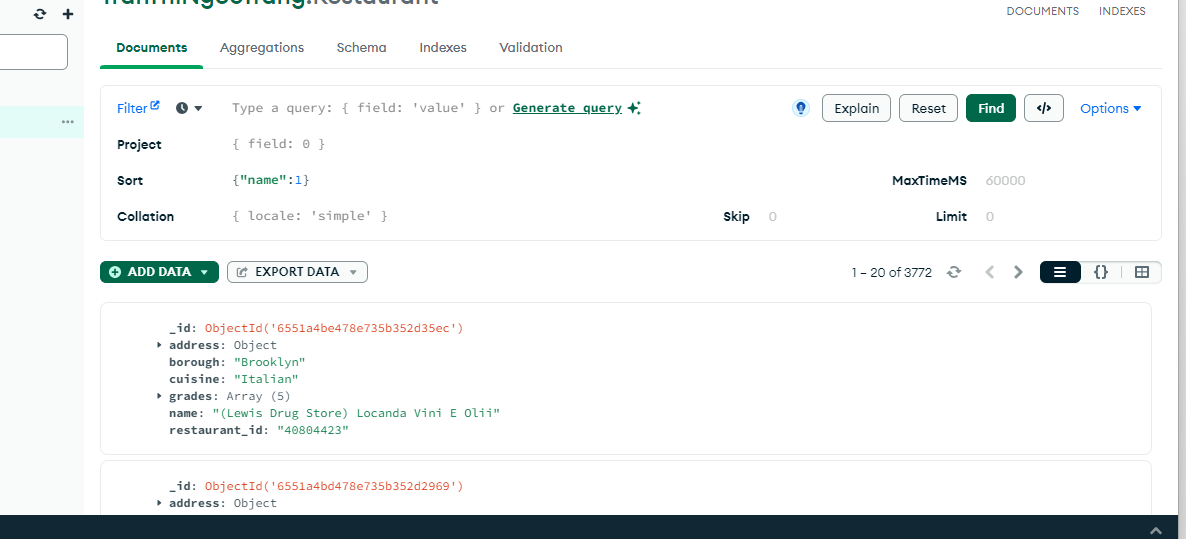 DOCUMENTS INDEXES
Documents Aggregations Schema Indexes Validation
Filter Type a query: { field: 'value' } or Generate query Explain Reset Find </> Options
Project { field: 0 }
Sort {"name":1} MaxTimeMS 60000
Collation { locale: 'simple' } Skip 0 Limit 0
ADD DATA EXPORT DATA 1 – 20 of 3772 {}
_id: ObjectId('6551a4be478e735b352d35ec')
address: Object
borough: "Brooklyn"
cuisine: "Italian"
grades: Array (5)
name: "(Lewis Drug Store) Locanda Vini E Olii"
restaurant_id: "40804423"
_id: ObjectId('6551a4bd478e735b352d2969')
address: Object